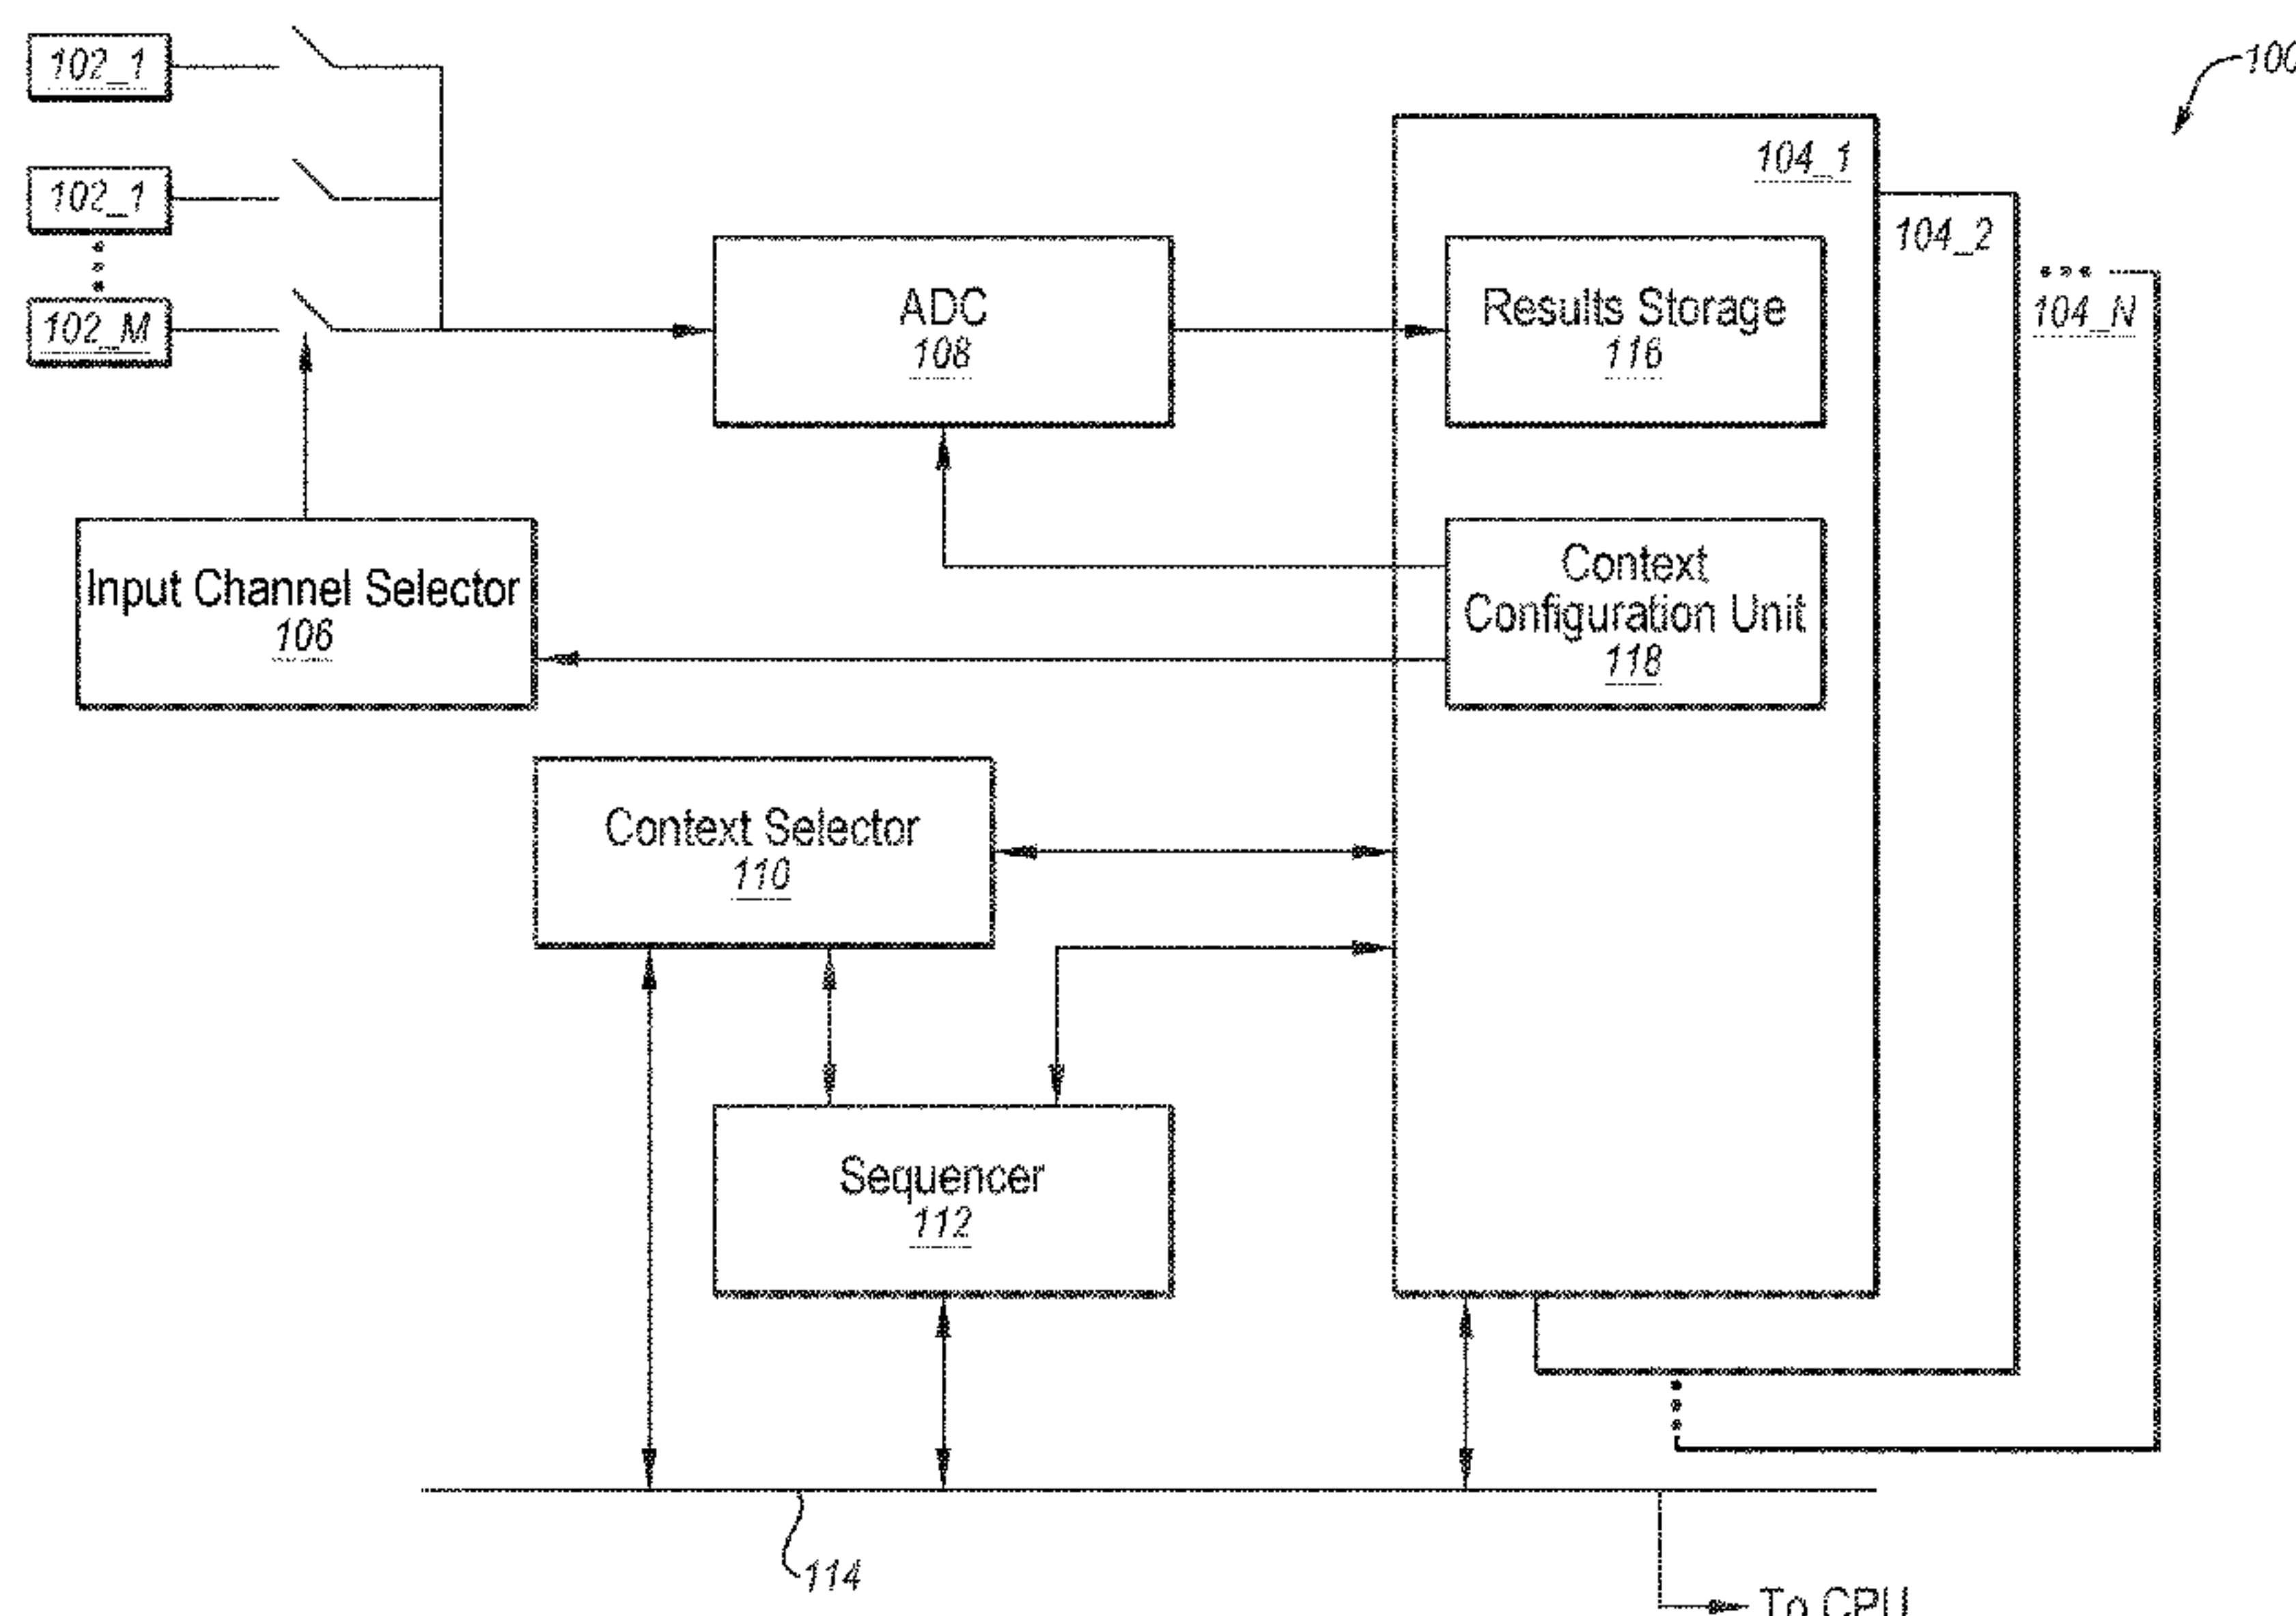 102_1
100
104_1
102_1
104_2
104_N
102_M
ADC
108
Results Storage
116
Input Channel Selector
106
Context
Configuration Unit
118
Context Selector
110
Sequencer
112
114
To CPU